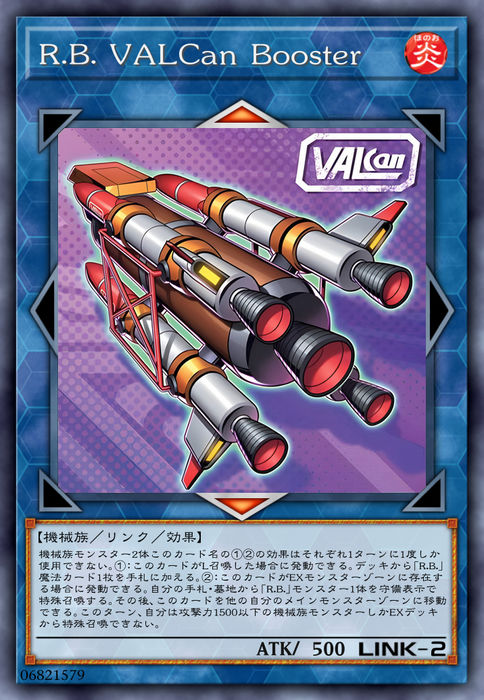 R.B. VALCan Booster
ほのお
炎
VALCan
【機械族／リンク／効果】
機械族モンスター2体このカード名の①②の効果はそれぞれ1ターンに1度しか
使用できない。①:このカードがL召喚した場合に発動できる。デッキから「R.B.」
魔法カード1枚を手札に加える。②:このカードがEXモンスターゾーンに存在す
る場合に発動できる。自分の手札・墓地から「R.B.」モンスター1体を守備表示で
特殊召喚する。その後、このカードを他の自分のメインモンスターゾーンに移動
できる。このターン、自分は攻撃力1500以下の機械族モンスターしかEXデッキ
から特殊召喚できない。
ATK/ 500 LINK-2
06821579